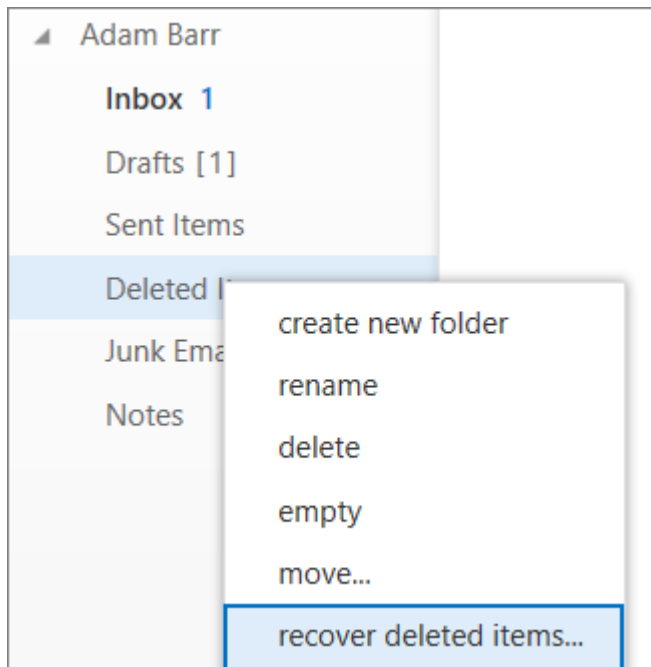 Adam Barr
Inbox 1
Drafts [1]
Sent Items
Deleted
create new folder
Junk
rename
Notes
delete
empty
move...
recover deleted items...